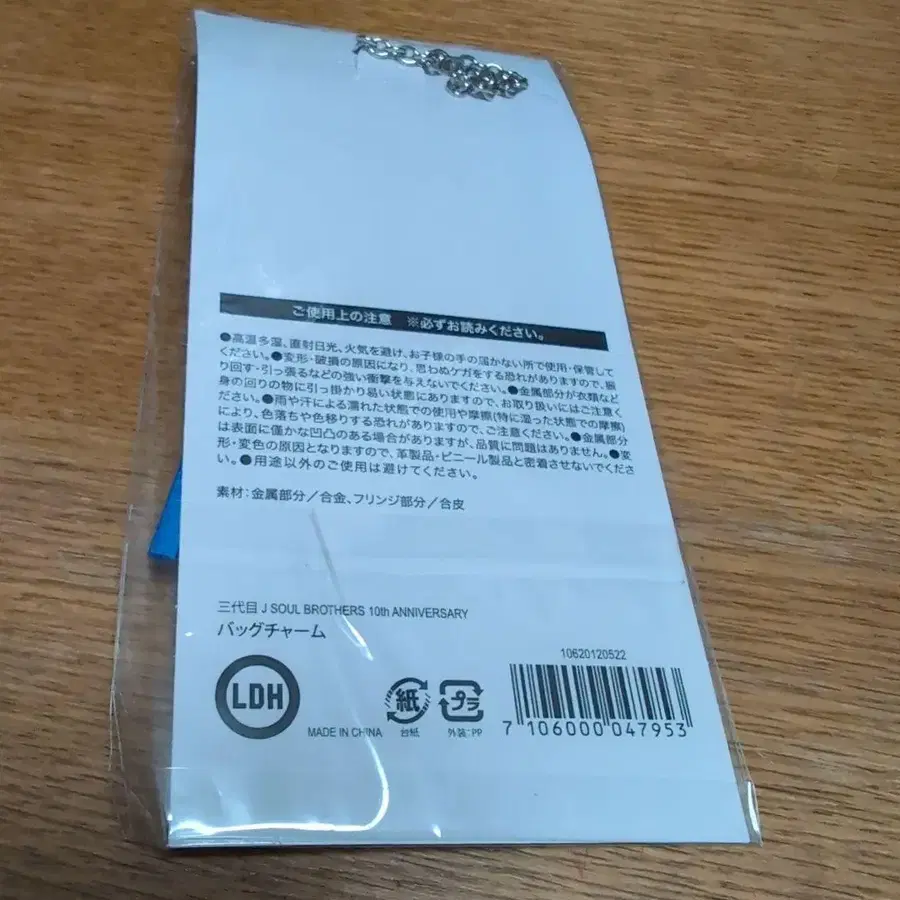 ご使用上の注意　※必ずお読みください。
●高温多湿、直射日光、火気を避け、お子様の手の届かない所で使用・保管して
ください。●変形・破損の原因になり、思わぬケガをする恐れがありますので、振
り回す・引っ張るなどの強い衝撃を与えないでください。●金属部分が衣類など
身の回りの物に引っ掛かり易い状態にありますので、お取り扱いにはご注意く
ださい。●雨や汗による濡れた状態での使用や摩擦(特に湿った状態での摩擦)
により、色落ちや色移りする恐れがありますので、ご注意ください。●金属部分
は表面に僅かな凹凸のある場合がありますが、品質に問題はありません。●変
形・変色の原因となりますので、革製品・ビニール製品と密着させないでくださ
い。●用途以外のご使用は避けてください。
素材：金属部分／合金、フリンジ部分／合皮
三代目 J SOUL BROTHERS 10th ANNIVERSARY
バッグチャーム
LDH
MADE IN CHINA
紙
台紙
プラ
外装：PP
10620120522
7 106000 047953